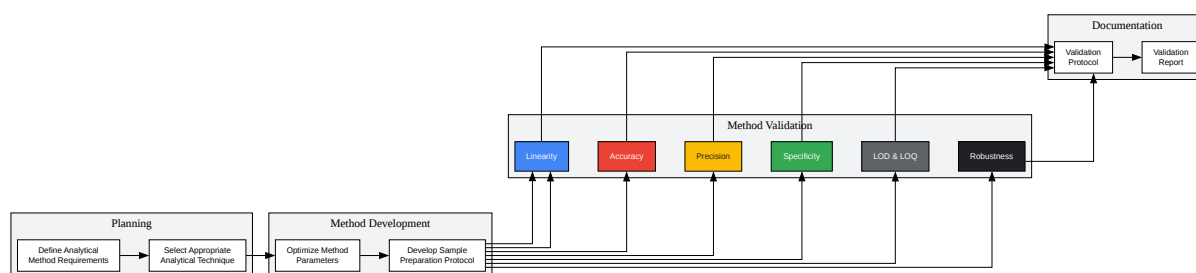 Documentation
Validation
Protocol
Validation
Report
Method Validation
Linearity
Accuracy
Precision
Specificity
LOD & LOQ
Robustness
Planning
Define Analytical
Method Requirements
Select Appropriate
Analytical Technique
Method Development
Optimize Method
Parameters
Develop Sample
Preparation Protocol